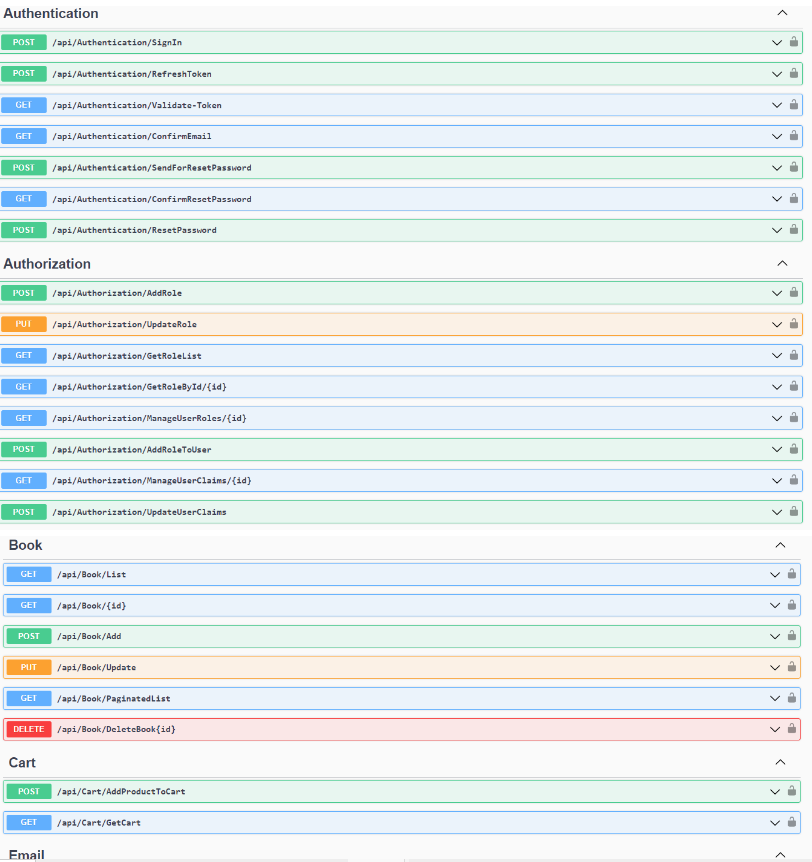 Authentication
POST /api/Authentication/SignIn
POST /api/Authentication/RefreshToken
GET /api/Authentication/Validate-Token
GET /api/Authentication/ConfirmEmail
POST /api/Authentication/SendForResetPassword
GET /api/Authentication/ConfirmResetPassword
POST /api/Authentication/ResetPassword
Authorization
POST /api/Authorization/AddRole
PUT /api/Authorization/UpdateRole
GET /api/Authorization/GetRoleList
GET /api/Authorization/GetRoleById/{id}
GET /api/Authorization/ManageUserRoles/{id}
POST /api/Authorization/AddRoleToUser
GET /api/Authorization/ManageUserClaims/{id}
POST /api/Authorization/UpdateUserClaims
Book
GET /api/Book/List
GET /api/Book/{id}
POST /api/Book/Add
PUT /api/Book/Update
GET /api/Book/PaginatedList
DELETE /api/Book/DeleteBook{id}
Cart
POST /api/Cart/AddProductToCart
GET /api/Cart/GetCart
Email